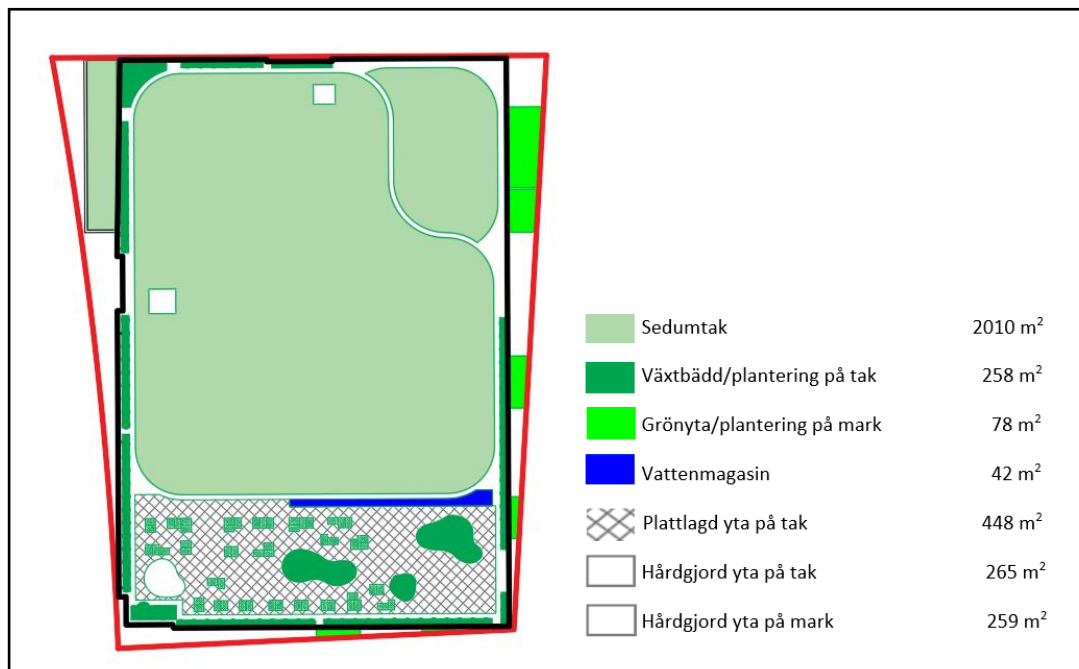 Sedumtak 2010 m²
Växtbädd/plantering på tak 258 m²
Grönyta/plantering på mark 78 m²
Vattenmagasin 42 m²
Plattlagd yta på tak 448 m²
Hårdgjord yta på tak 265 m²
Hårdgjord yta på mark 259 m²